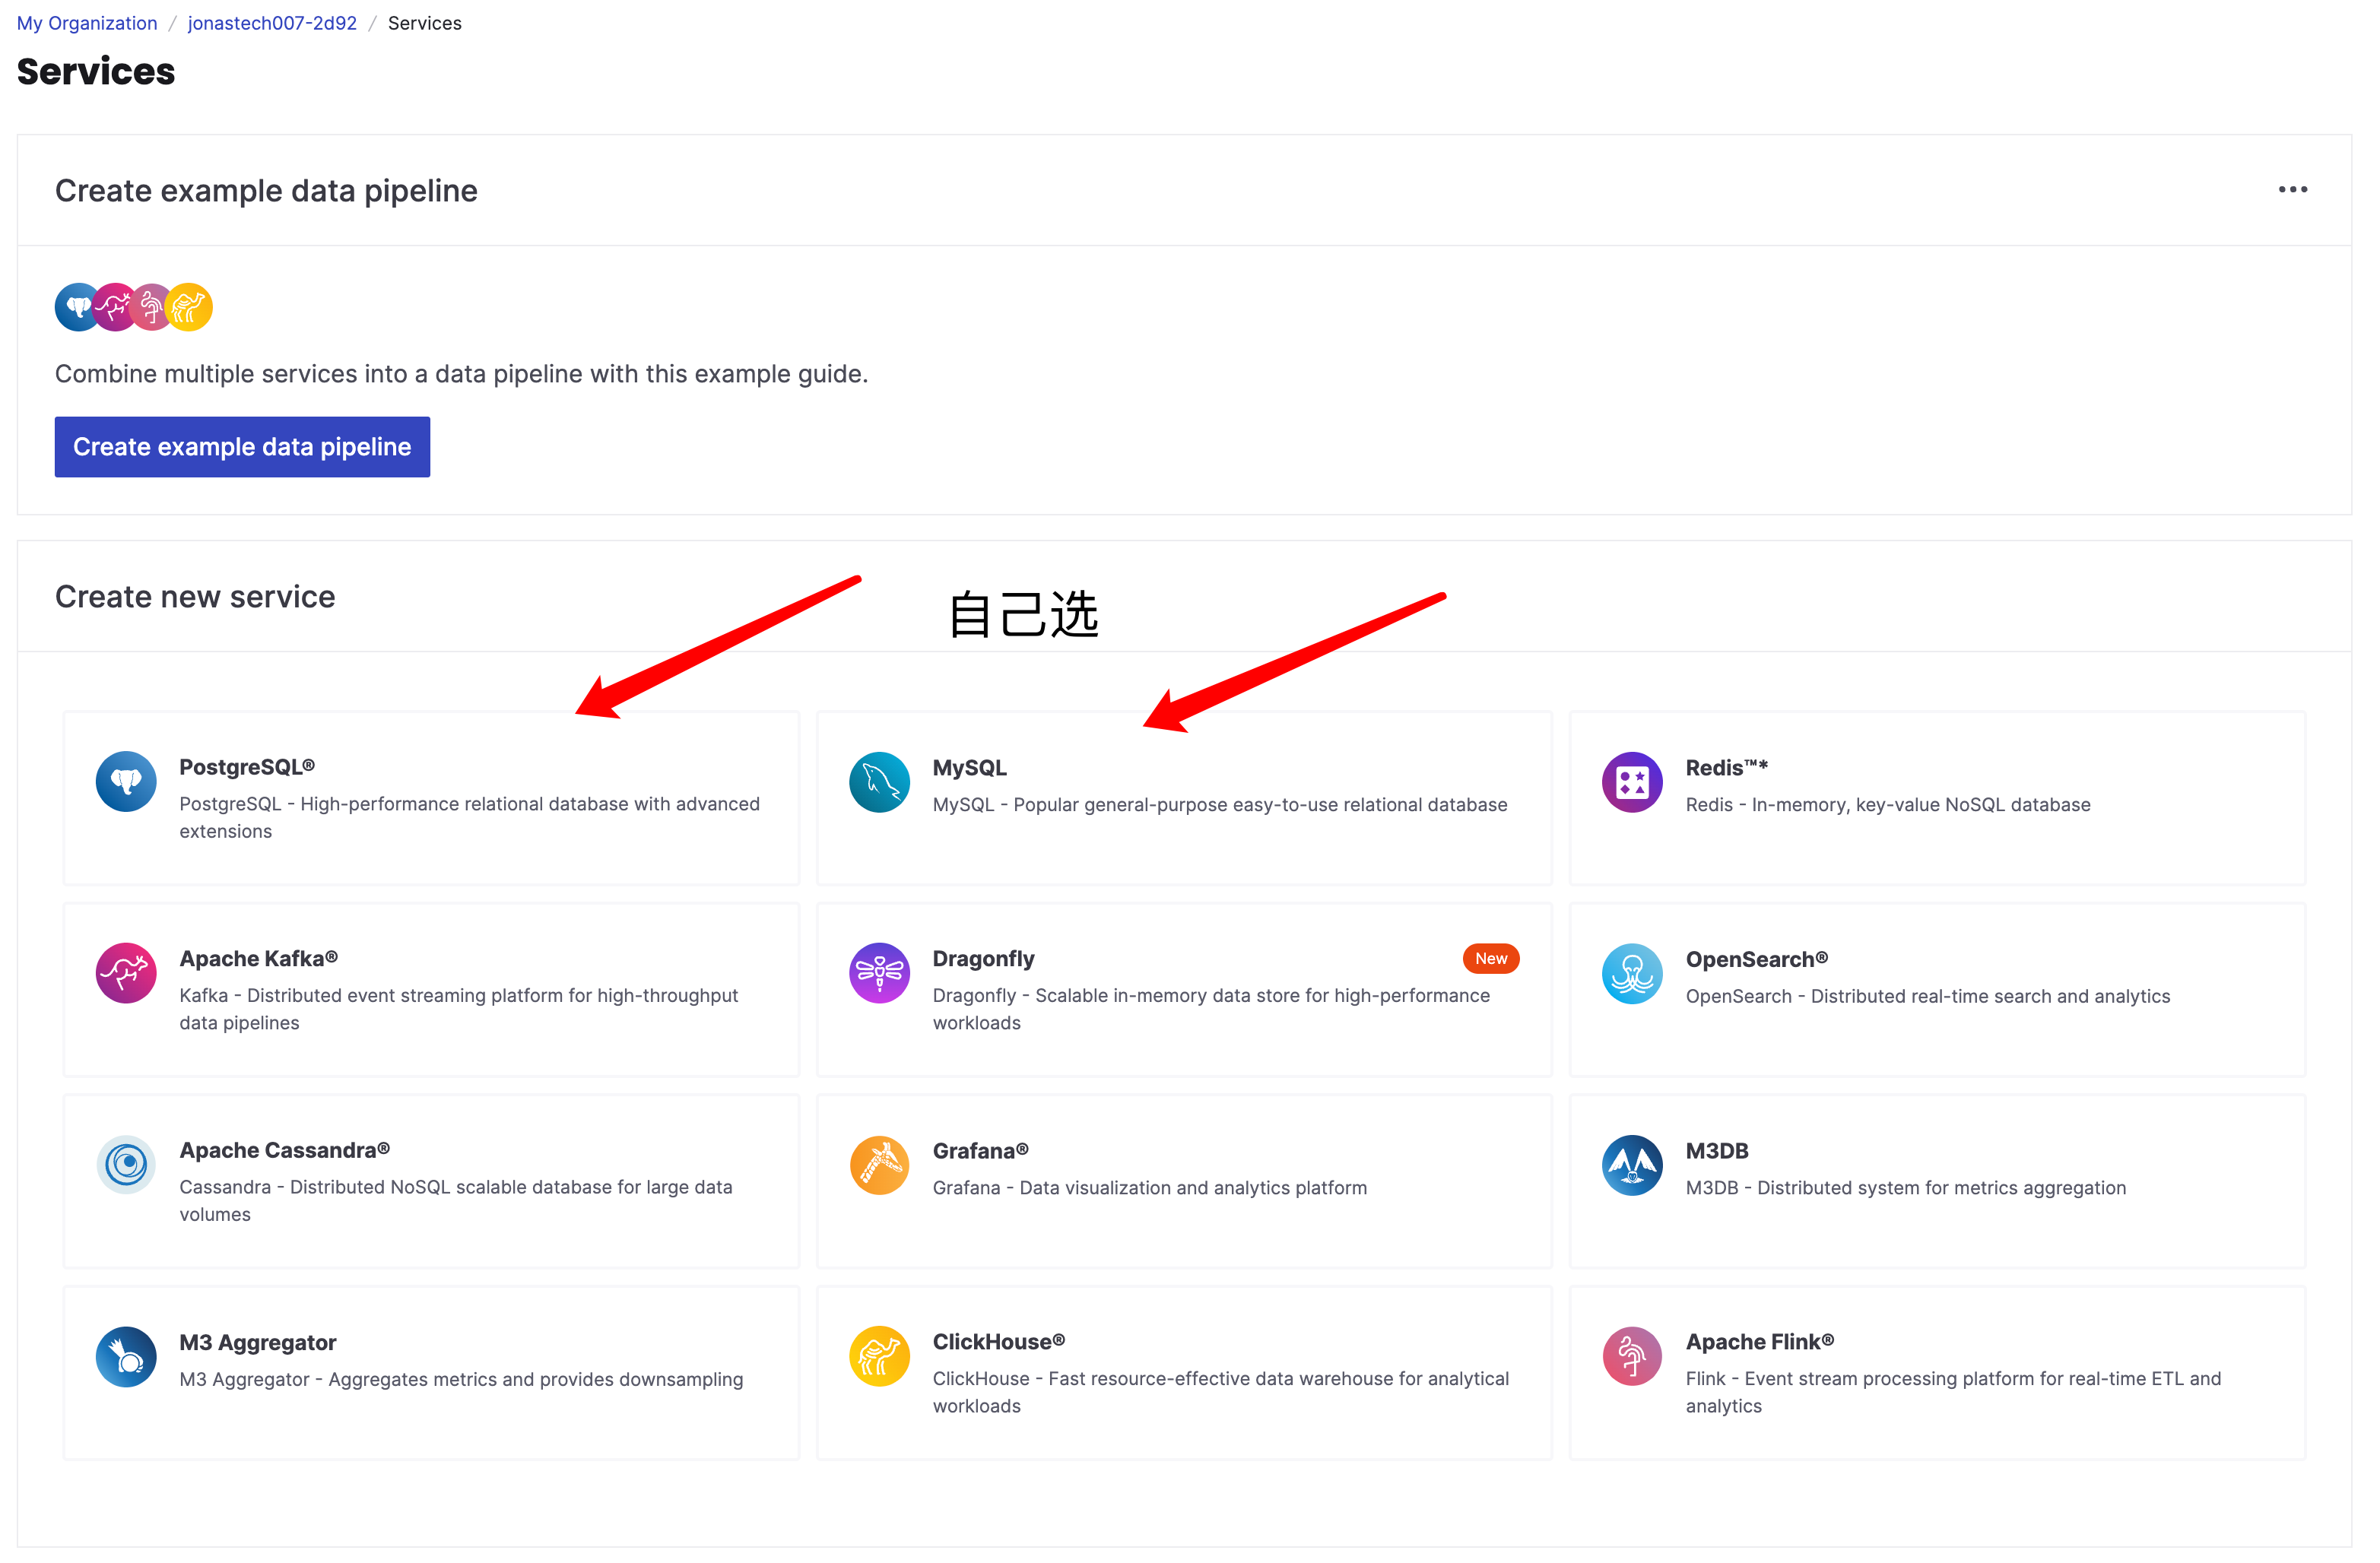 My Organization / jonastech007-2d92 / Services
Services
Create example data pipeline
Combine multiple services into a data pipeline with this example guide.
Create example data pipeline
Create new service
自己选
PostgreSQL®
PostgreSQL - High-performance relational database with advanced
extensions
MySQL
MySQL - Popular general-purpose easy-to-use relational database
Redis™*
Redis - In-memory, key-value NoSQL database
Apache Kafka®
Kafka - Distributed event streaming platform for high-throughput
data pipelines
Dragonfly
New
Dragonfly - Scalable in-memory data store for high-performance
workloads
OpenSearch®
OpenSearch - Distributed real-time search and analytics
Apache Cassandra®
Cassandra - Distributed NoSQL scalable database for large data
volumes
Grafana®
Grafana - Data visualization and analytics platform
M3DB
M3DB - Distributed system for metrics aggregation
M3 Aggregator
M3 Aggregator - Aggregates metrics and provides downsampling
ClickHouse®
ClickHouse - Fast resource-effective data warehouse for analytical
workloads
Apache Flink®
Flink - Event stream processing platform for real-time ETL and
analytics